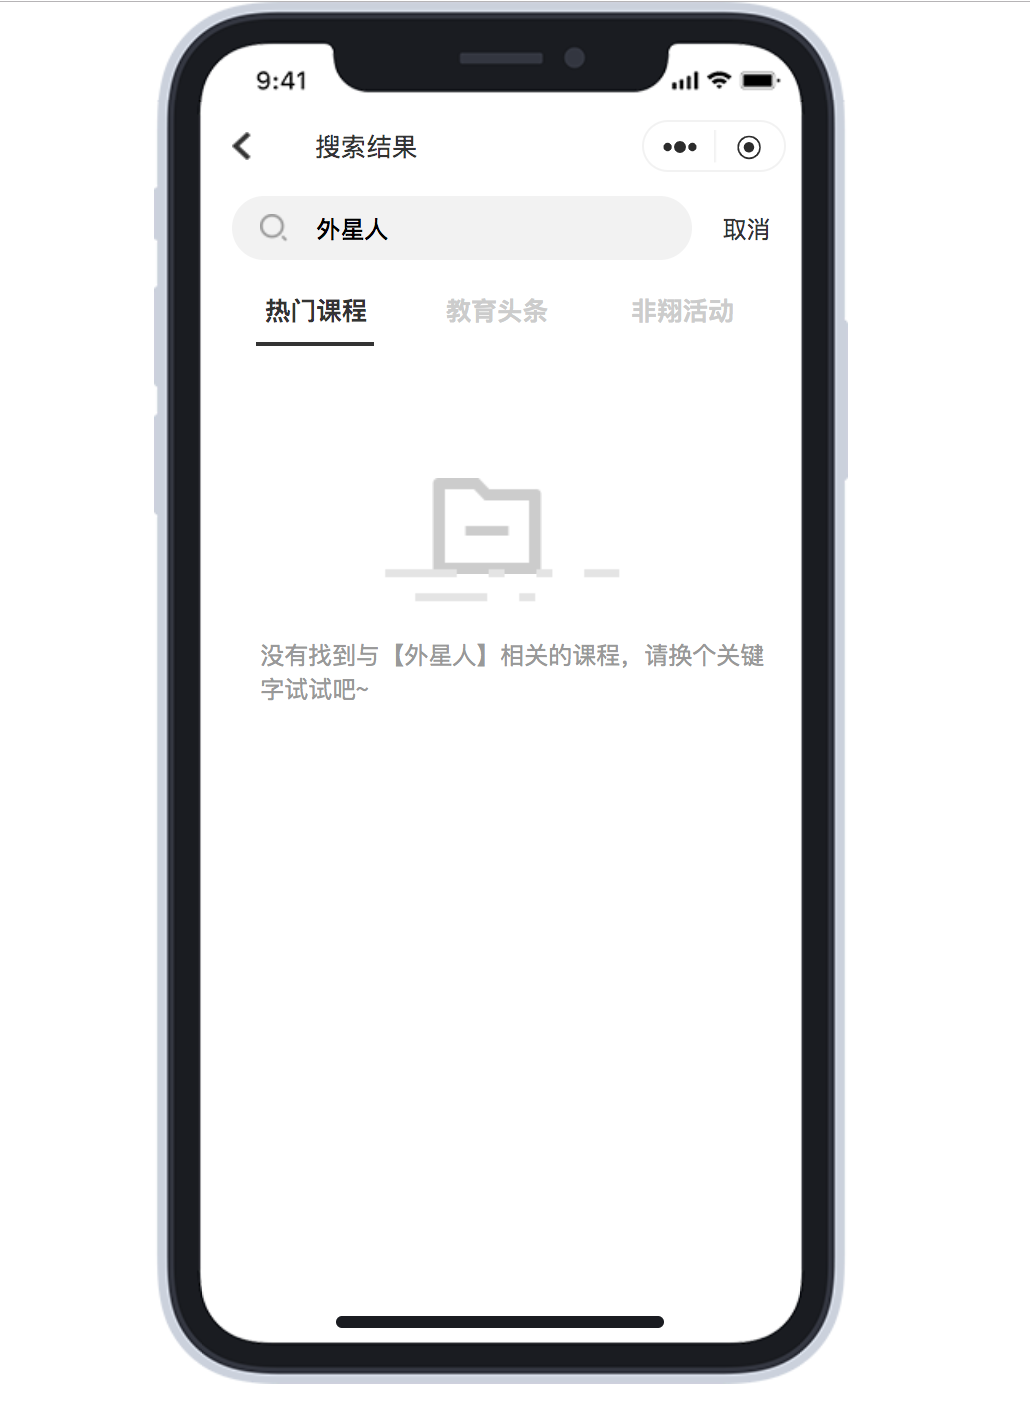 9:41
搜索结果
外星人
取消
热门课程 教育头条 非翔活动
没有找到与【外星人】相关的课程，请换个关键
字试试吧~